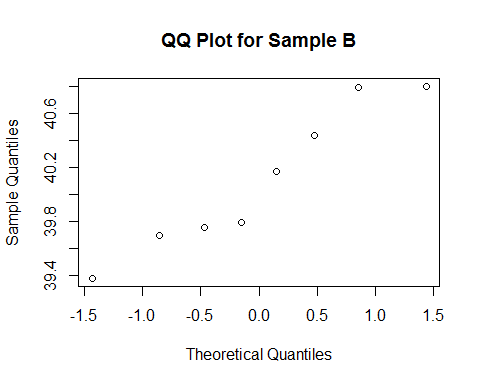 QQ Plot for Sample B
Sample Quantiles
40.6
40.2
39.8
39.4
-1.5 -1.0 -0.5 0.0 0.5 1.0 1.5
Theoretical Quantiles